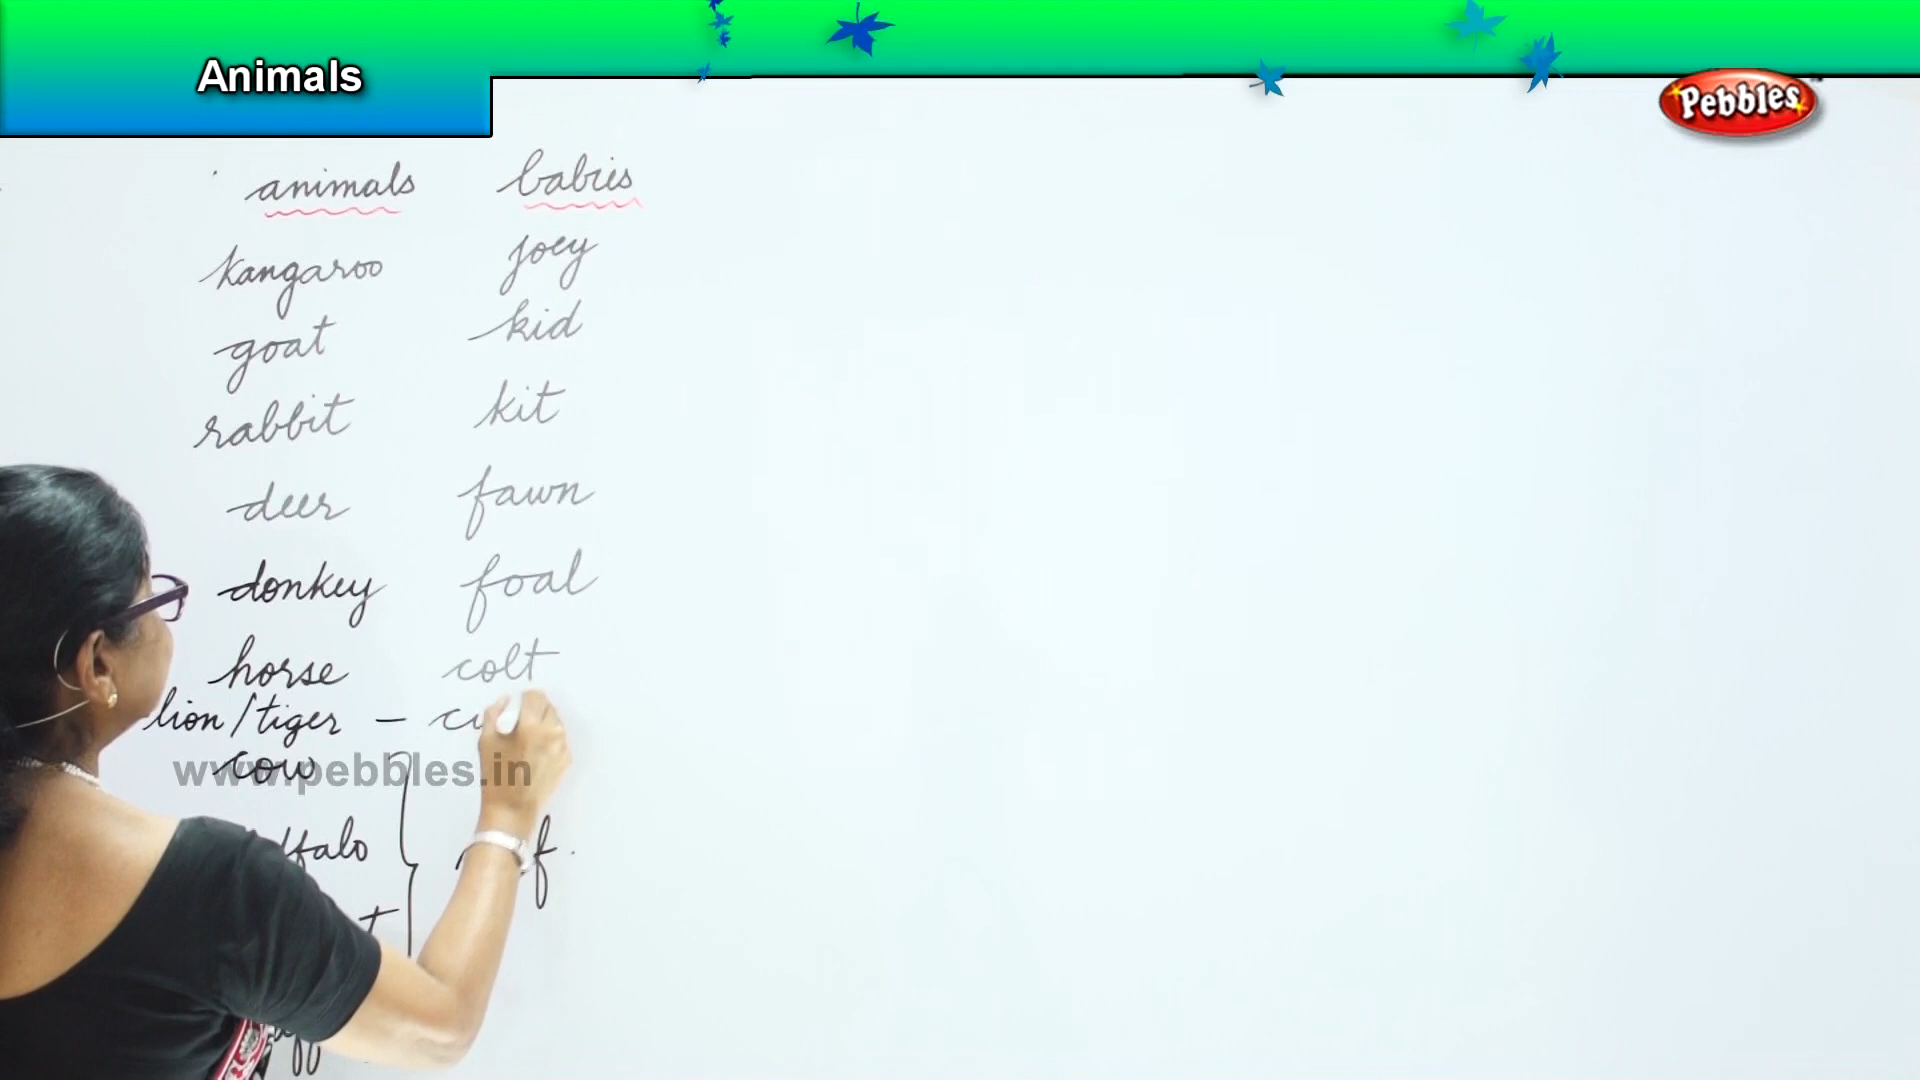 Animals
Pebbles
animals babies
kangaroo joey
goat kid
rabbit kit
deer fawn
donkey foal
horse colt
lion/tiger –
cow
www.pebbles.in